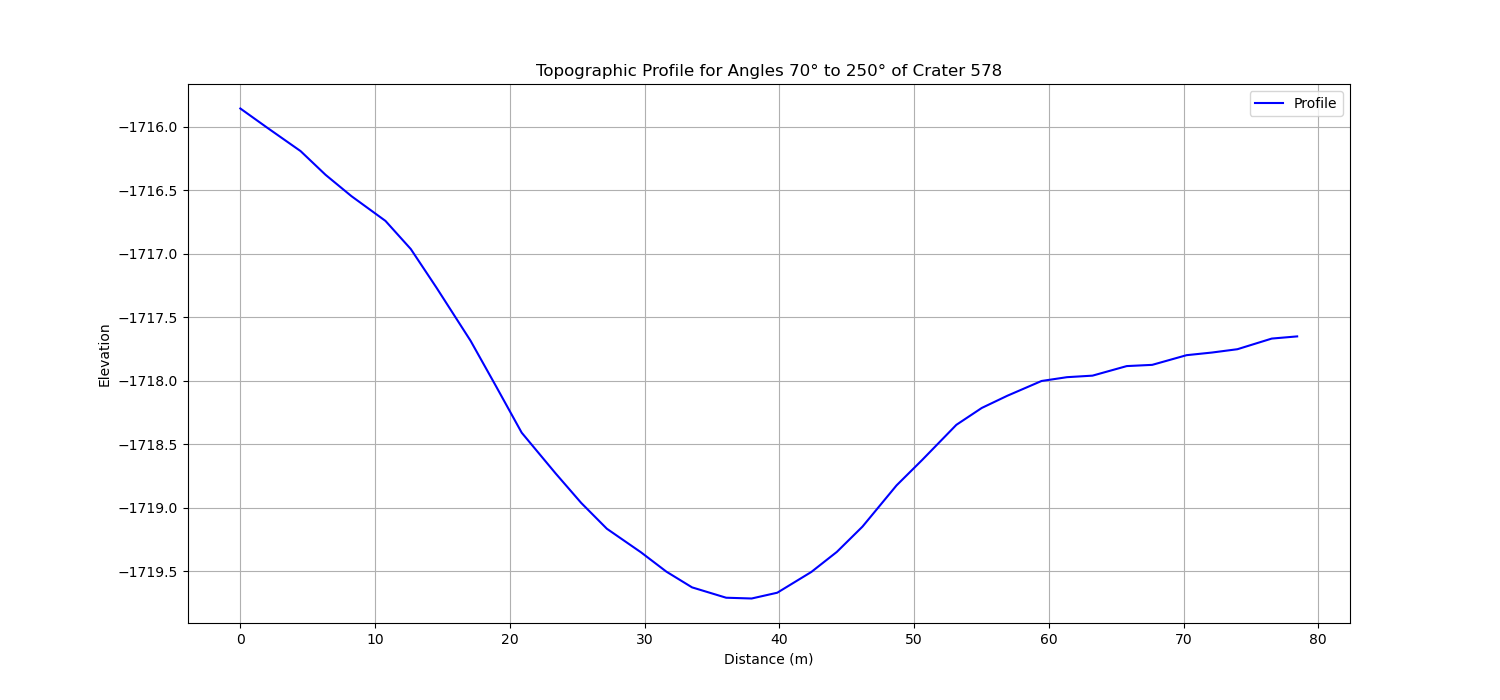 Topographic Profile for Angles 70° to 250° of Crater 578
Profile
−1716.0
−1716.5
−1717.0
−1717.5
−1718.0
−1718.5
−1719.0
−1719.5
Elevation
0 10 20 30 40 50 60 70 80
Distance (m)